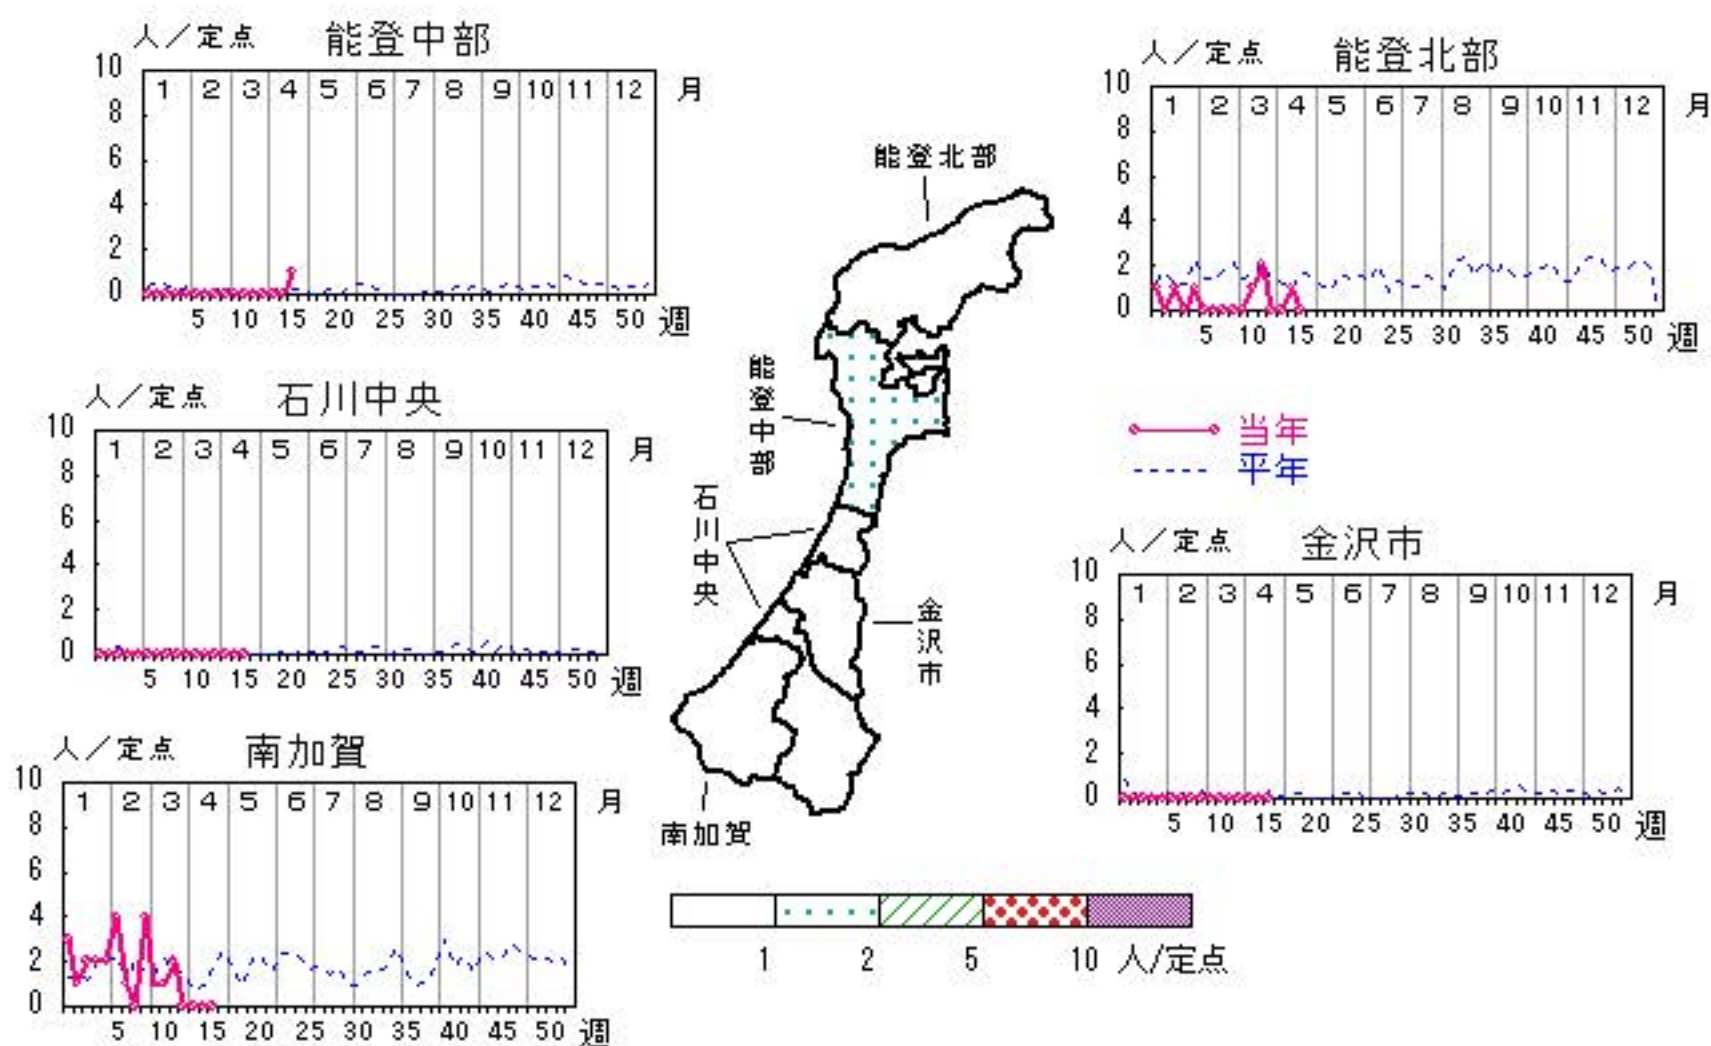 人／定点 能登中部
10 8 6 4 2 0
1 2 3 4 5 6 7 8 9 10 11 12 月
5 10 15 20 25 30 35 40 45 50 週
人／定点 能登北部
10 8 6 4 2 0
1 2 3 4 5 6 7 8 9 10 11 12 月
5 10 15 20 25 30 35 40 45 50 週
人／定点 石川中央
10 8 6 4 2 0
1 2 3 4 5 6 7 8 9 10 11 12 月
5 10 15 20 25 30 35 40 45 50 週
当年
平年
人／定点 金沢市
10 8 6 4 2 0
1 2 3 4 5 6 7 8 9 10 11 12 月
5 10 15 20 25 30 35 40 45 50 週
人／定点 南加賀
10 8 6 4 2 0
1 2 3 4 5 6 7 8 9 10 11 12 月
5 10 15 20 25 30 35 40 45 50 週
能登北部
能登中部
石川中央
金沢市
南加賀
1 2 5 10 人/定点